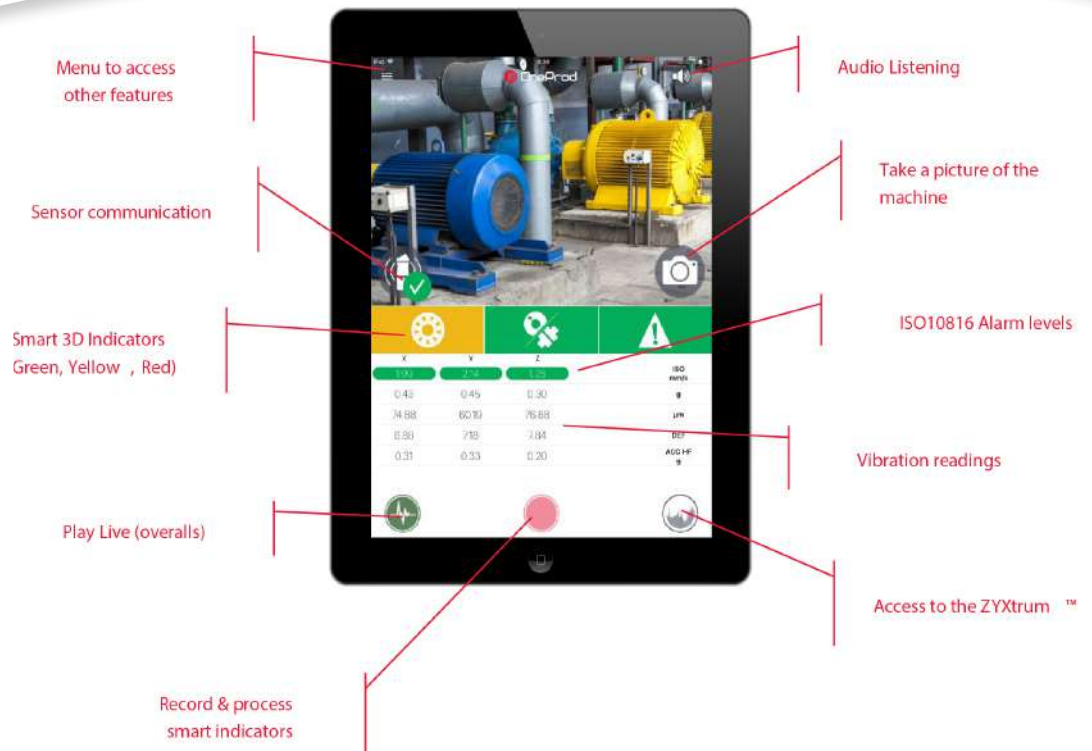 Menu to access
other features
Audio Listening
OneProd
Take a picture of the
machine
Sensor communication
ISO10816 Alarm levels
Smart 3D Indicators
Green, Yellow , Red)
X Y Z
1.99 2.14 1.25 ISO
mm/s
0.43 0.45 0.30 g
74.88 60.19 76.68 µm
7.18 7.84 DEF
0.31 0.33 0.20 ACC HF
g
Vibration readings
Play Live (overalls)
Access to the ZYXtrum ™
Record & process
smart indicators